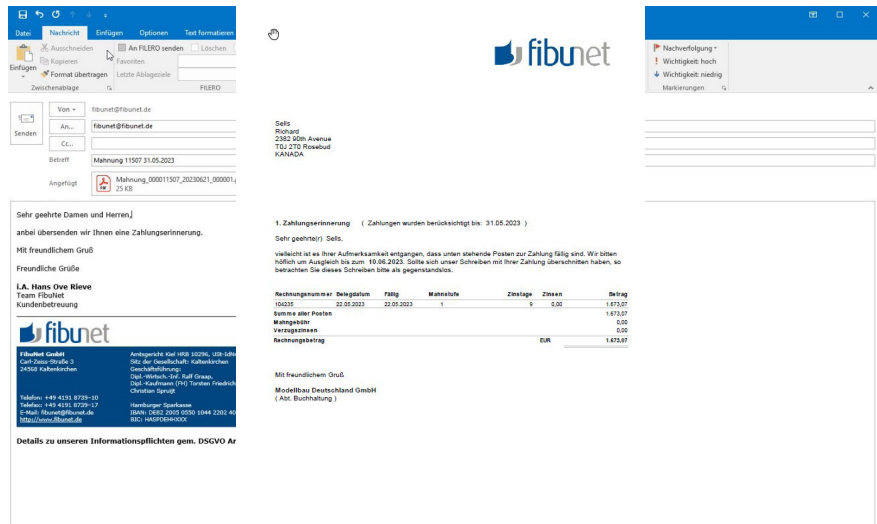 Datei Nachricht Einfügen Optionen Text formatieren
Ausschneiden
Kopieren
Format übertragen
Einfügen
Zwischenablage
An FILERO senden Löschen
Favoriten
Letzte Ablageziele
FILERO
Nachverfolgung
Wichtigkeit: hoch
Wichtigkeit: niedrig
Markierungen
Senden
Von fibunet@fibunet.de
An... fibunet@fibunet.de
Cc...
Betreff Mahnung 11507 31.05.2023
Angefügt Mahnung_000011507_20230621_000001.
25 KB
Sehr geehrte Damen und Herren,
anbei übersenden wir Ihnen eine Zahlungserinnerung.
Mit freundlichem Gruß
Freundliche Grüße
i.A. Hans Ove Rieve
Team FibuNet
Kundenbetreuung
fibunet
FibuNet GmbH
Carl-Zeiss-Straße 3
24568 Kaltenkirchen
Telefon: +49 4191 8739-10
Telefax: +49 4191 8739-17
E-Mail: fibunet@fibunet.de
http://www.fibunet.de
Amtsgericht Kiel HRB 10296, USt-IdNr
Sitz der Gesellschaft: Kaltenkirchen
Geschäftsführung:
Dipl.-Wirtsch.-Inf. Ralf Graap,
Dipl.-Kaufmann (FH) Torsten Friedrich
Christian Spruijt
Hamburger Sparkasse
IBAN: DE82 2005 0550 1044 2202 40
BIC: HASPDEHHXXX
Details zu unseren Informationspflichten gem. DSGVO Ar
fibunet
Sells
Richard
2382 90th Avenue
T0J 2T0 Rosebud
KANADA
1. Zahlungserinnerung ( Zahlungen wurden berücksichtigt bis: 31.05.2023 )
Sehr geehrte(r) Sells,
vielleicht ist es Ihrer Aufmerksamkeit entgangen, dass unten stehende Posten zur Zahlung fällig sind. Wir bitten
höflich um Ausgleich bis zum 10.06.2023. Sollte sich unser Schreiben mit Ihrer Zahlung überschnitten haben, so
betrachten Sie dieses Schreiben bitte als gegenstandslos.
Rechnungsnummer Belegdatum Fällig Mahnstufe Zinstage Zinsen Betrag
104235 22.05.2023 22.05.2023 1 9 0,00 1.673,07
Summe aller Posten 1.673,07
Mahngebühr 0,00
Verzugszinsen 0,00
Rechnungsbetrag EUR 1.673,07
Mit freundlichem Gruß
Modellbau Deutschland GmbH
( Abt. Buchhaltung )